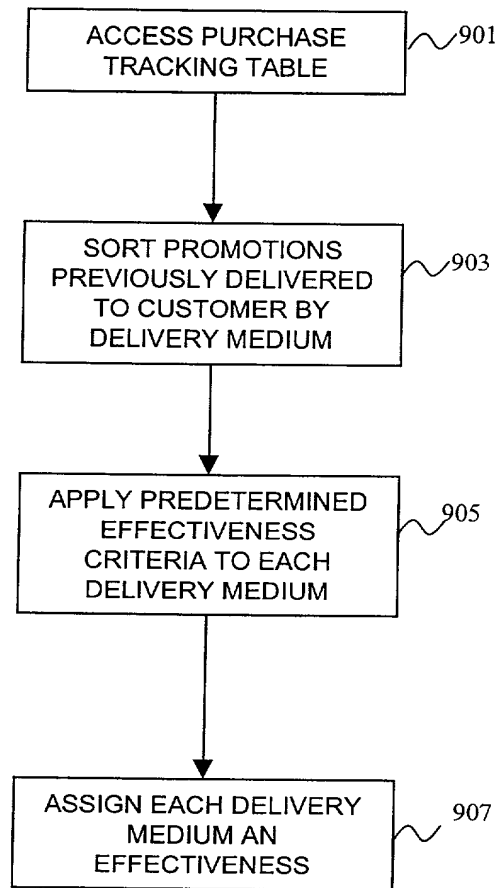 ACCESS PURCHASE
TRACKING TABLE
901
SORT PROMOTIONS
PREVIOUSLY DELIVERED
TO CUSTOMER BY
DELIVERY MEDIUM
903
APPLY PREDETERMINED
EFFECTIVENESS
CRITERIA TO EACH
DELIVERY MEDIUM
905
ASSIGN EACH DELIVERY
MEDIUM AN
EFFECTIVENESS
907